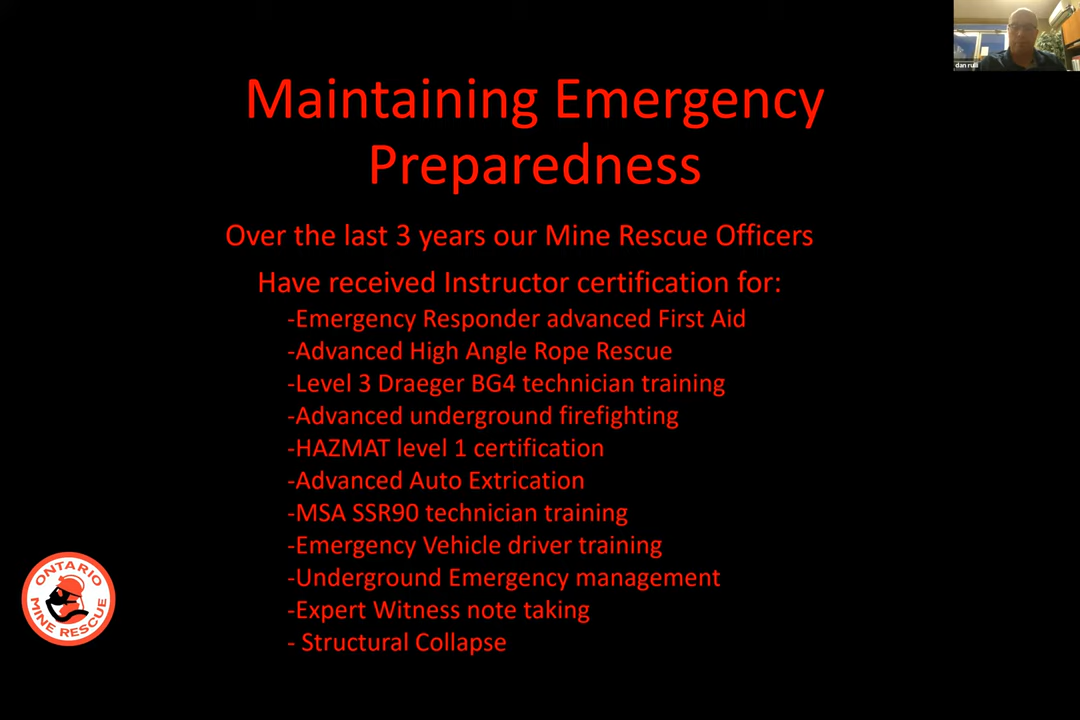 dan rulli
Maintaining Emergency
Preparedness
Over the last 3 years our Mine Rescue Officers
Have received Instructor certification for:
-Emergency Responder advanced First Aid
-Advanced High Angle Rope Rescue
-Level 3 Draeger BG4 technician training
-Advanced underground firefighting
-HAZMAT level 1 certification
-Advanced Auto Extrication
-MSA SSR90 technician training
-Emergency Vehicle driver training
-Underground Emergency management
-Expert Witness note taking
- Structural Collapse
ONTARIO
MINE RESCUE